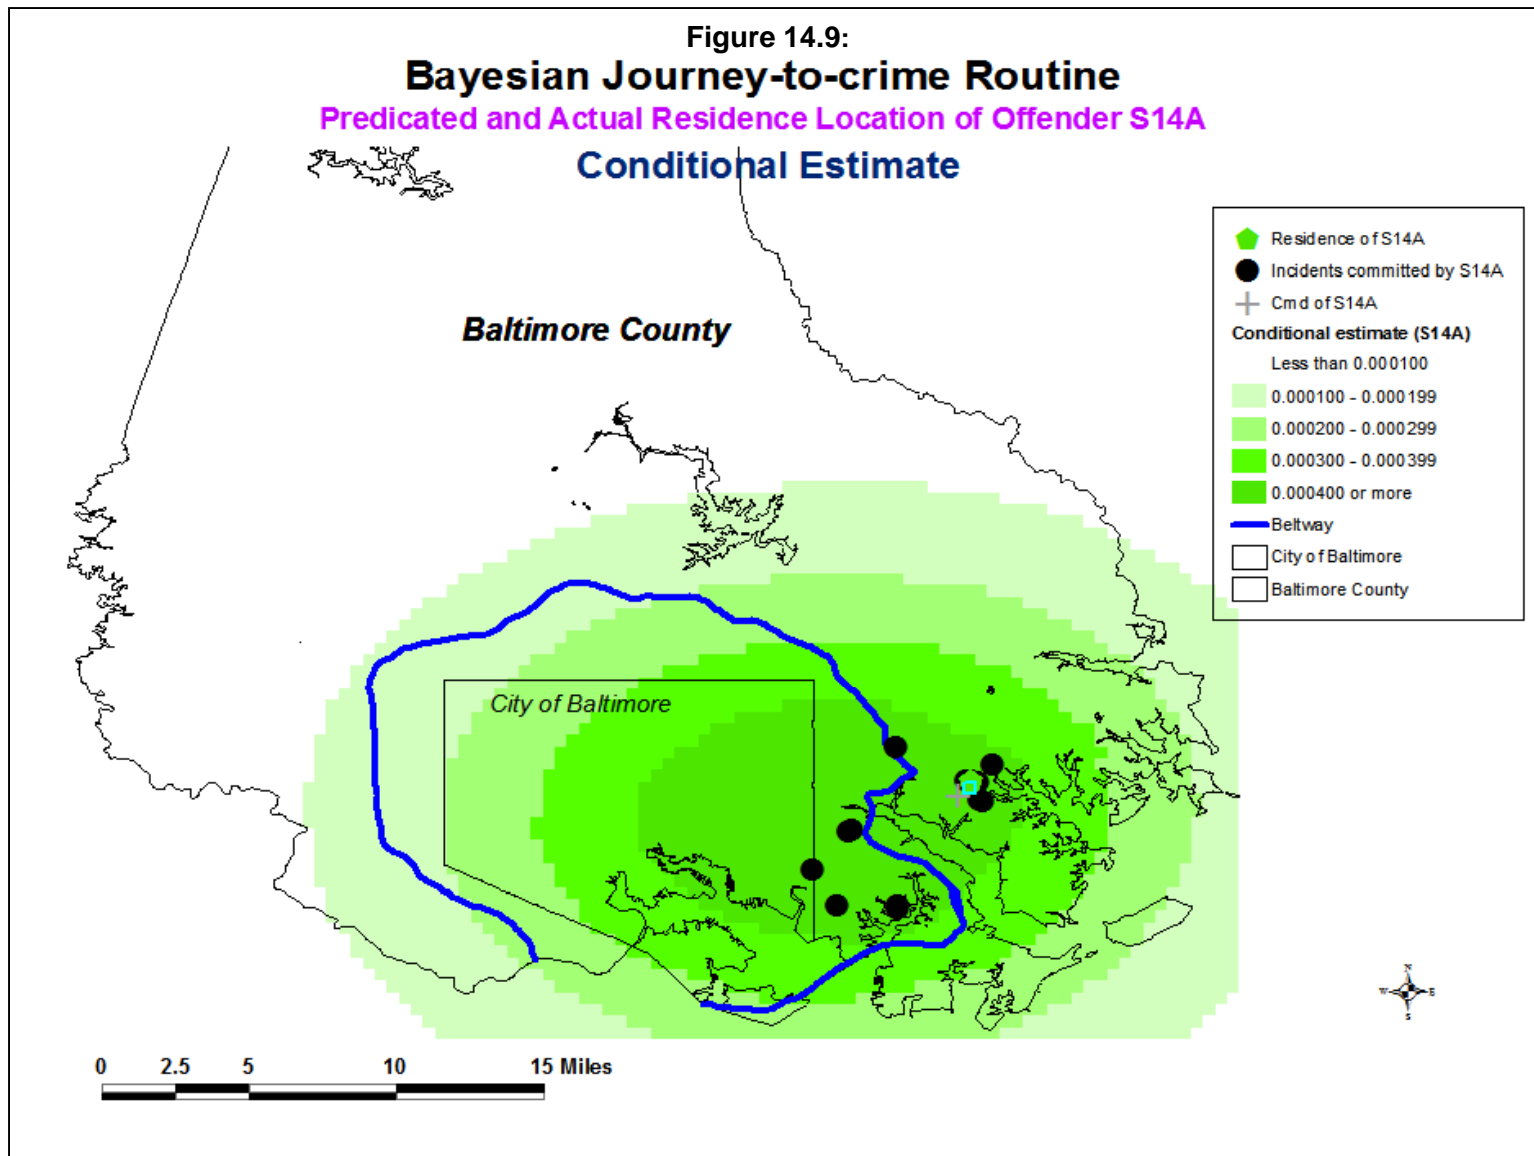 Figure 14.9:
Bayesian Journey-to-crime Routine
Predicated and Actual Residence Location of Offender S14A
Conditional Estimate
Residence of S14A
Incidents committed by S14A
Cmd of S14A
Conditional estimate (S14A)
Less than 0.000100
0.000100 - 0.000199
0.000200 - 0.000299
0.000300 - 0.000399
0.000400 or more
Beltway
City of Baltimore
Baltimore County
Baltimore County
City of Baltimore
N
W E
S
0 2.5 5 10 15 Miles